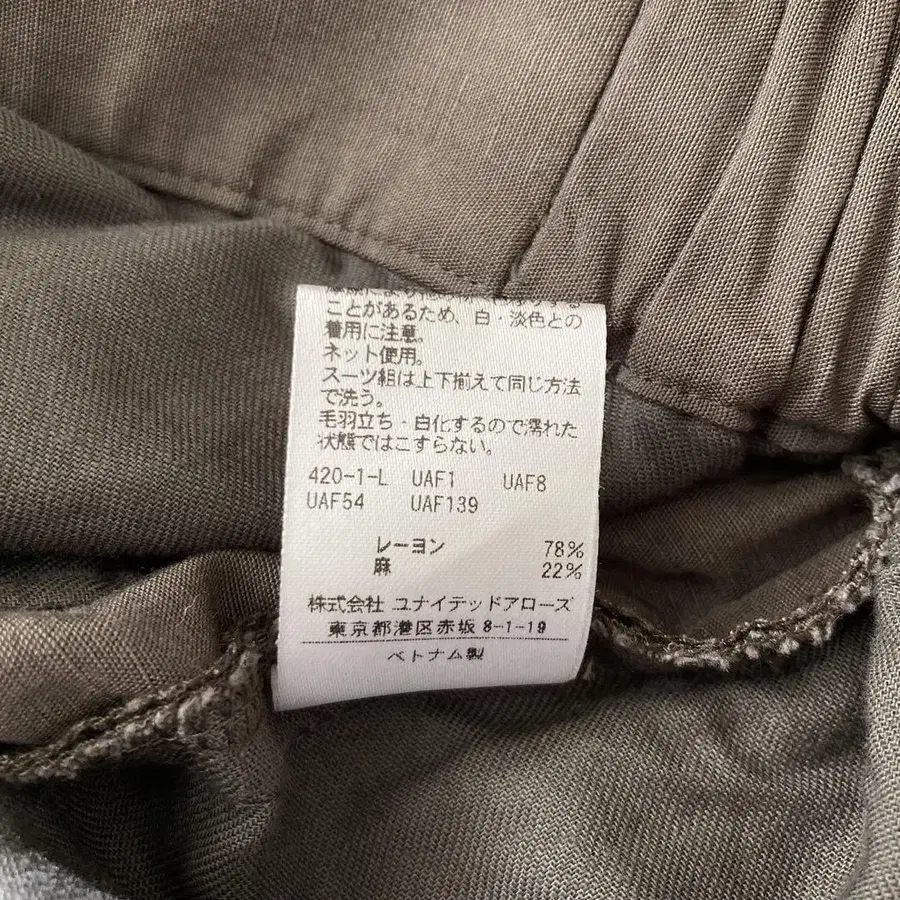 ことがあるため、白・淡色との
着用に注意。
ネット使用。
スーツ組は上下揃えて同じ方法
で洗う。
毛羽立ち・白化するので濡れた
状態ではこすらない。
420-1-L UAF1 UAF8
UAF54 UAF139
レーヨン 78%
麻 22%
株式会社 ユナイテッドアローズ
東京都港区赤坂 8-1-19
ベトナム製